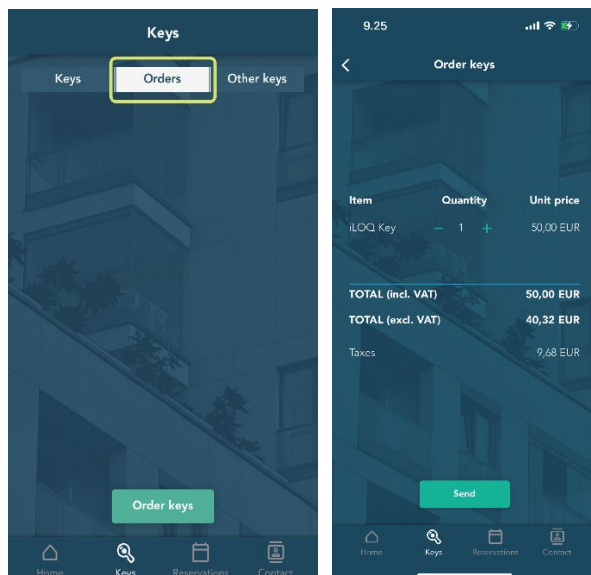 Keys
Keys Orders Other keys
Order keys
Home Keys Reservations Contact
9.25
Order keys
Item Quantity Unit price
iLOQ Key − 1 + 50,00 EUR
TOTAL (incl. VAT) 50,00 EUR
TOTAL (excl. VAT) 40,32 EUR
Taxes 9,68 EUR
Send
Home Keys Reservations Contact